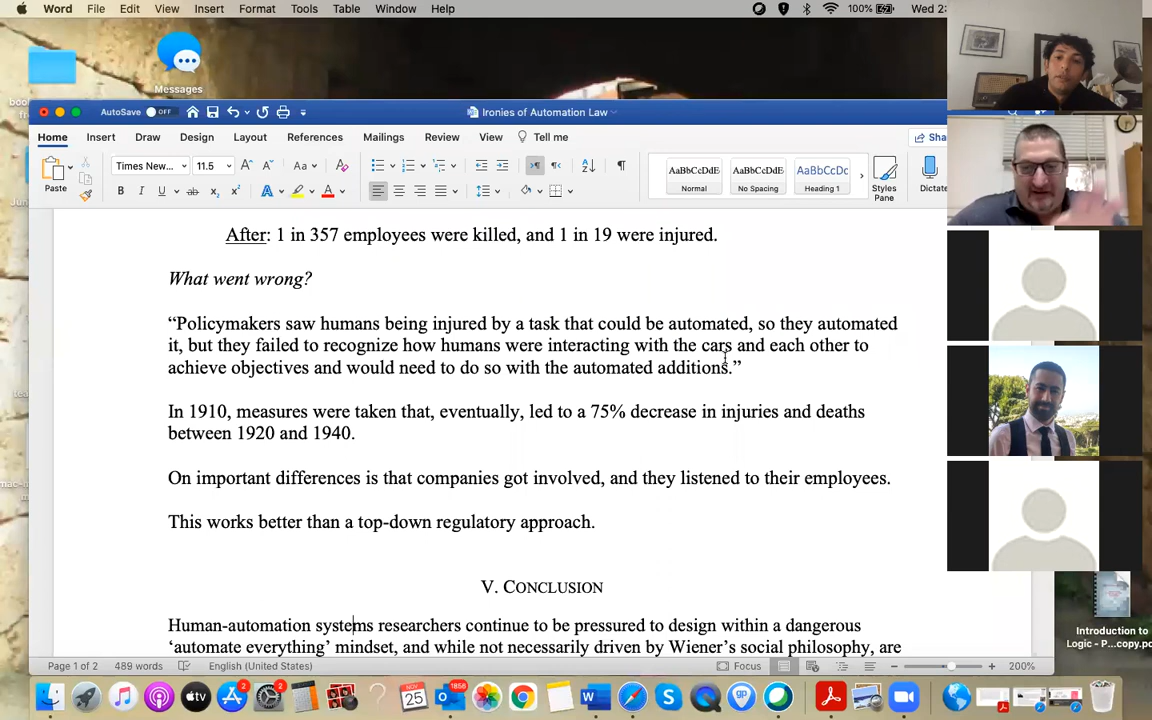 Word File Edit View Insert Format Tools Table Window Help 100% Wed 2:
Messages
AutoSave OFF Ironies of Automation Law
Home Insert Draw Design Layout References Mailings Review View Tell me Sha
Paste Times New... 11.5 Aa AaBbCcDdE AaBbCcDdE AaBbCcDc Styles Pane Dictate
B I U ab x2 x2 A A Normal No Spacing Heading 1
After: 1 in 357 employees were killed, and 1 in 19 were injured.
What went wrong?
“Policymakers saw humans being injured by a task that could be automated, so they automated
it, but they failed to recognize how humans were interacting with the cars and each other to
achieve objectives and would need to do so with the automated additions.”
In 1910, measures were taken that, eventually, led to a 75% decrease in injuries and deaths
between 1920 and 1940.
On important differences is that companies got involved, and they listened to their employees.
This works better than a top-down regulatory approach.
V. CONCLUSION
Human-automation systems researchers continue to be pressured to design within a dangerous
‘automate everything’ mindset, and while not necessarily driven by Wiener’s social philosophy, are
Introduction to
Logic - P...copy.pd
Page 1 of 2 489 words English (United States) Focus 200%
NOV 25 1856